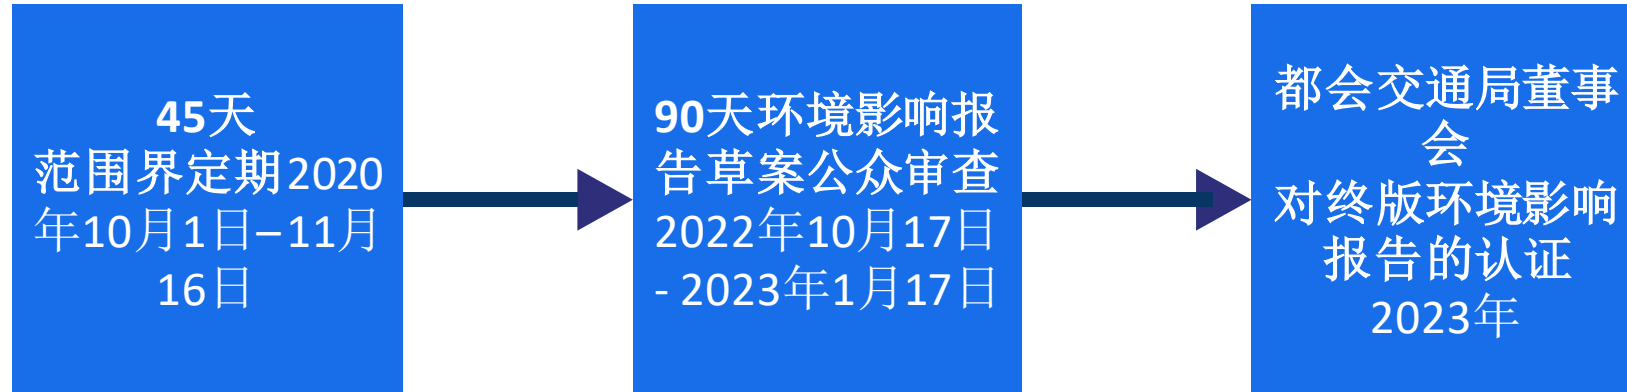 45天
范围界定期2020
年10月1日–11月
16日
90天环境影响报
告草案公众审查
2022年10月17日
- 2023年1月17日
都会交通局董事
会
对终版环境影响
报告的认证
2023年